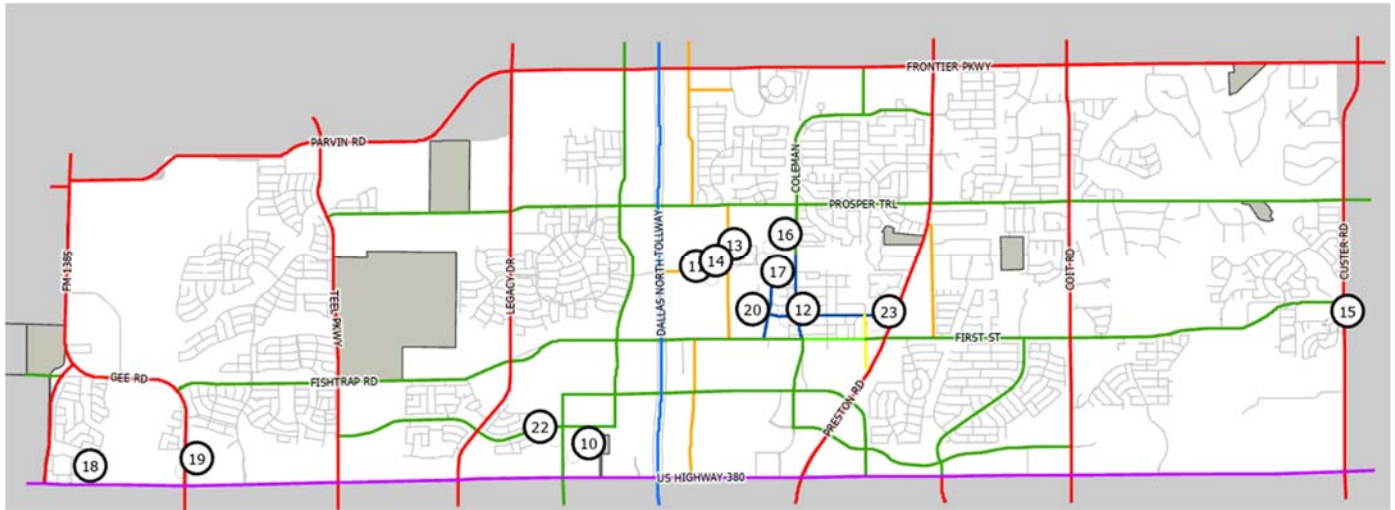 FRONTIER PKWY
PARVIN RD
COLEMAN
PROSPER TRL
FM 1385
TEEL PKWY
LEGACY DR
DALLAS NORTH TOLLWAY
16
13
14
17
20
12
23
COIT RD
CUSTER RD
15
FIRST ST
GEE RD
FISHTRAP RD
PRESTON RD
22
10
18
19
US HIGHWAY 380